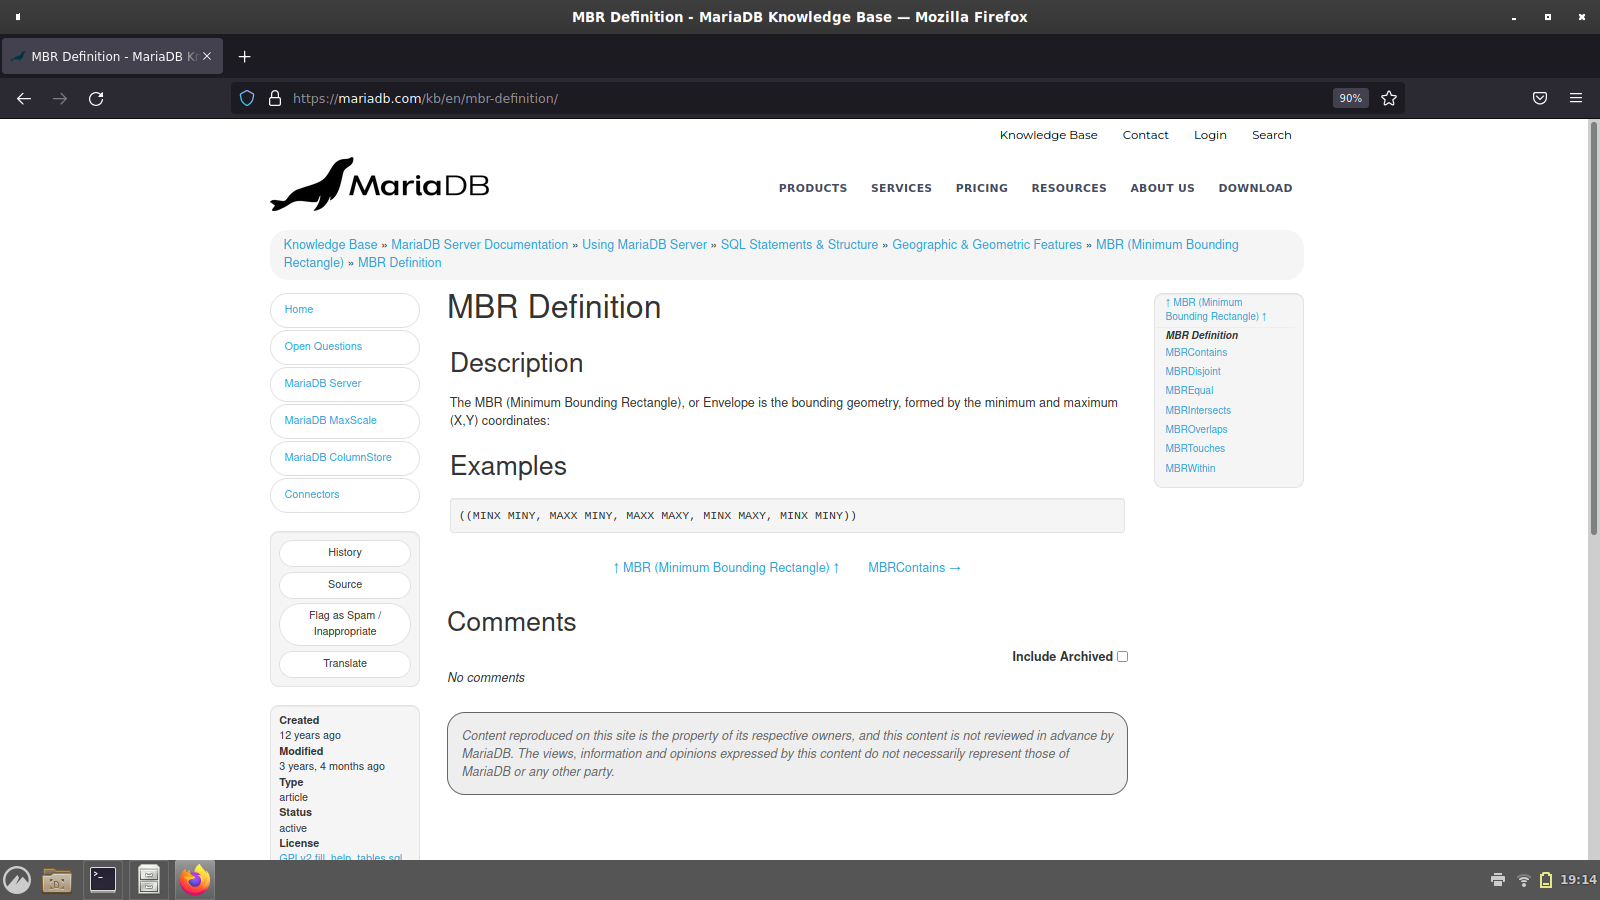 MBR Definition - MariaDB Knowledge Base — Mozilla Firefox
MBR Definition - MariaDB
https://mariadb.com/kb/en/mbr-definition/
90%
Knowledge Base Contact Login Search
MariaDB
PRODUCTS SERVICES PRICING RESOURCES ABOUT US DOWNLOAD
Knowledge Base » MariaDB Server Documentation » Using MariaDB Server » SQL Statements & Structure » Geographic & Geometric Features » MBR (Minimum Bounding
Rectangle) » MBR Definition
Home
Open Questions
MariaDB Server
MariaDB MaxScale
MariaDB ColumnStore
Connectors
History
Source
Flag as Spam /
Inappropriate
Translate
Created
12 years ago
Modified
3 years, 4 months ago
Type
article
Status
active
License
GPLv2 fill_help_tables.sql
MBR Definition
Description
The MBR (Minimum Bounding Rectangle), or Envelope is the bounding geometry, formed by the minimum and maximum
(X,Y) coordinates:
Examples
((MINX MINY, MAXX MINY, MAXX MAXY, MINX MAXY, MINX MINY))
↑ MBR (Minimum Bounding Rectangle) ↑ MBRContains →
Comments
Include Archived
No comments
Content reproduced on this site is the property of its respective owners, and this content is not reviewed in advance by
MariaDB. The views, information and opinions expressed by this content do not necessarily represent those of
MariaDB or any other party.
↑ MBR (Minimum
Bounding Rectangle) ↑
MBR Definition
MBRContains
MBRDisjoint
MBREqual
MBRIntersects
MBROverlaps
MBRTouches
MBRWithin
19:14